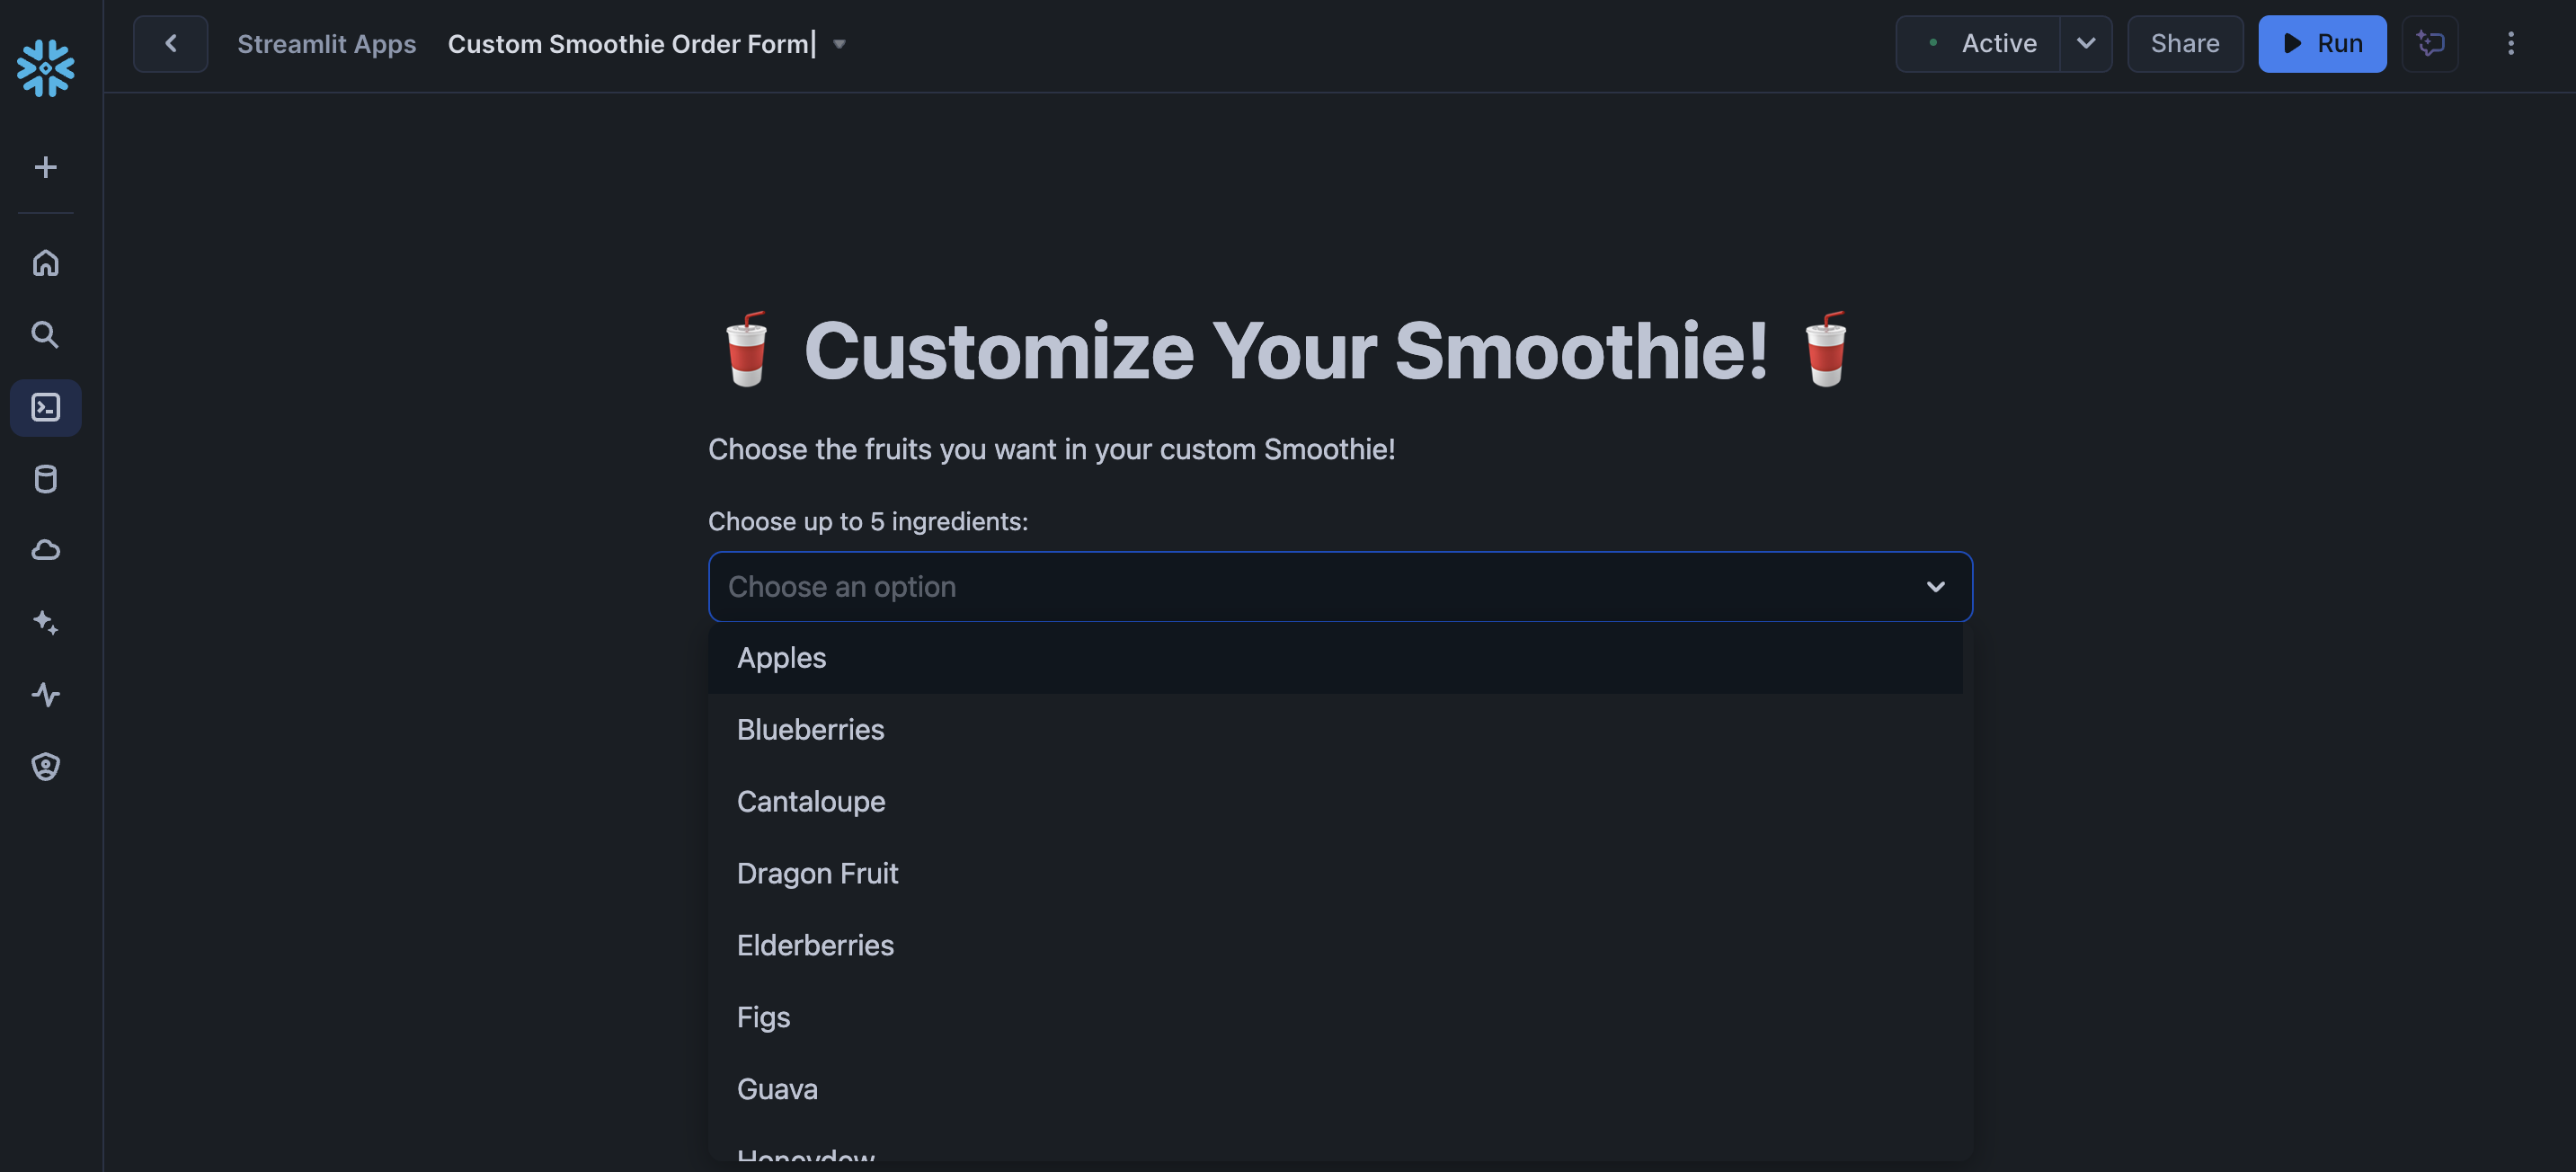 Streamlit Apps Custom Smoothie Order Form
Active Share Run
Customize Your Smoothie!
Choose the fruits you want in your custom Smoothie!
Choose up to 5 ingredients:
Choose an option
Apples
Blueberries
Cantaloupe
Dragon Fruit
Elderberries
Figs
Guava
Honeydew